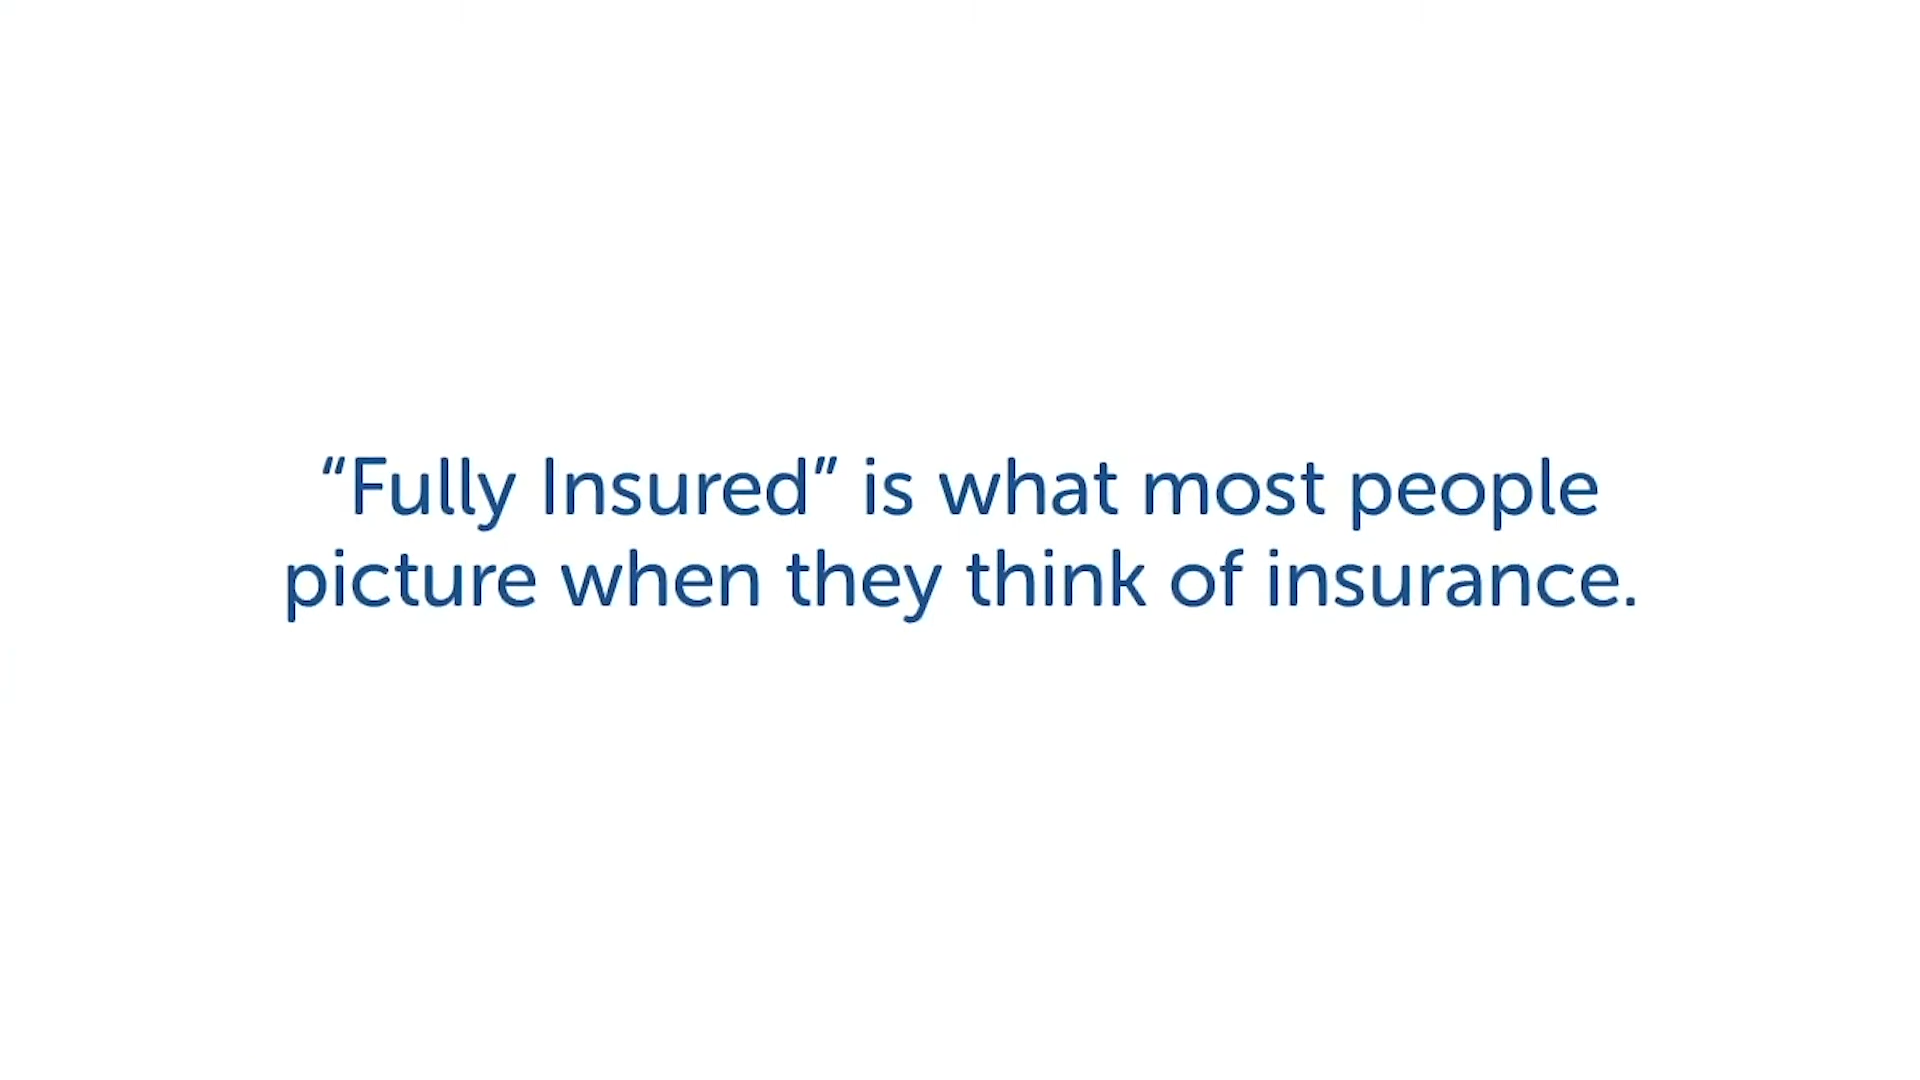 “Fully Insured” is what most people
picture when they think of insurance.